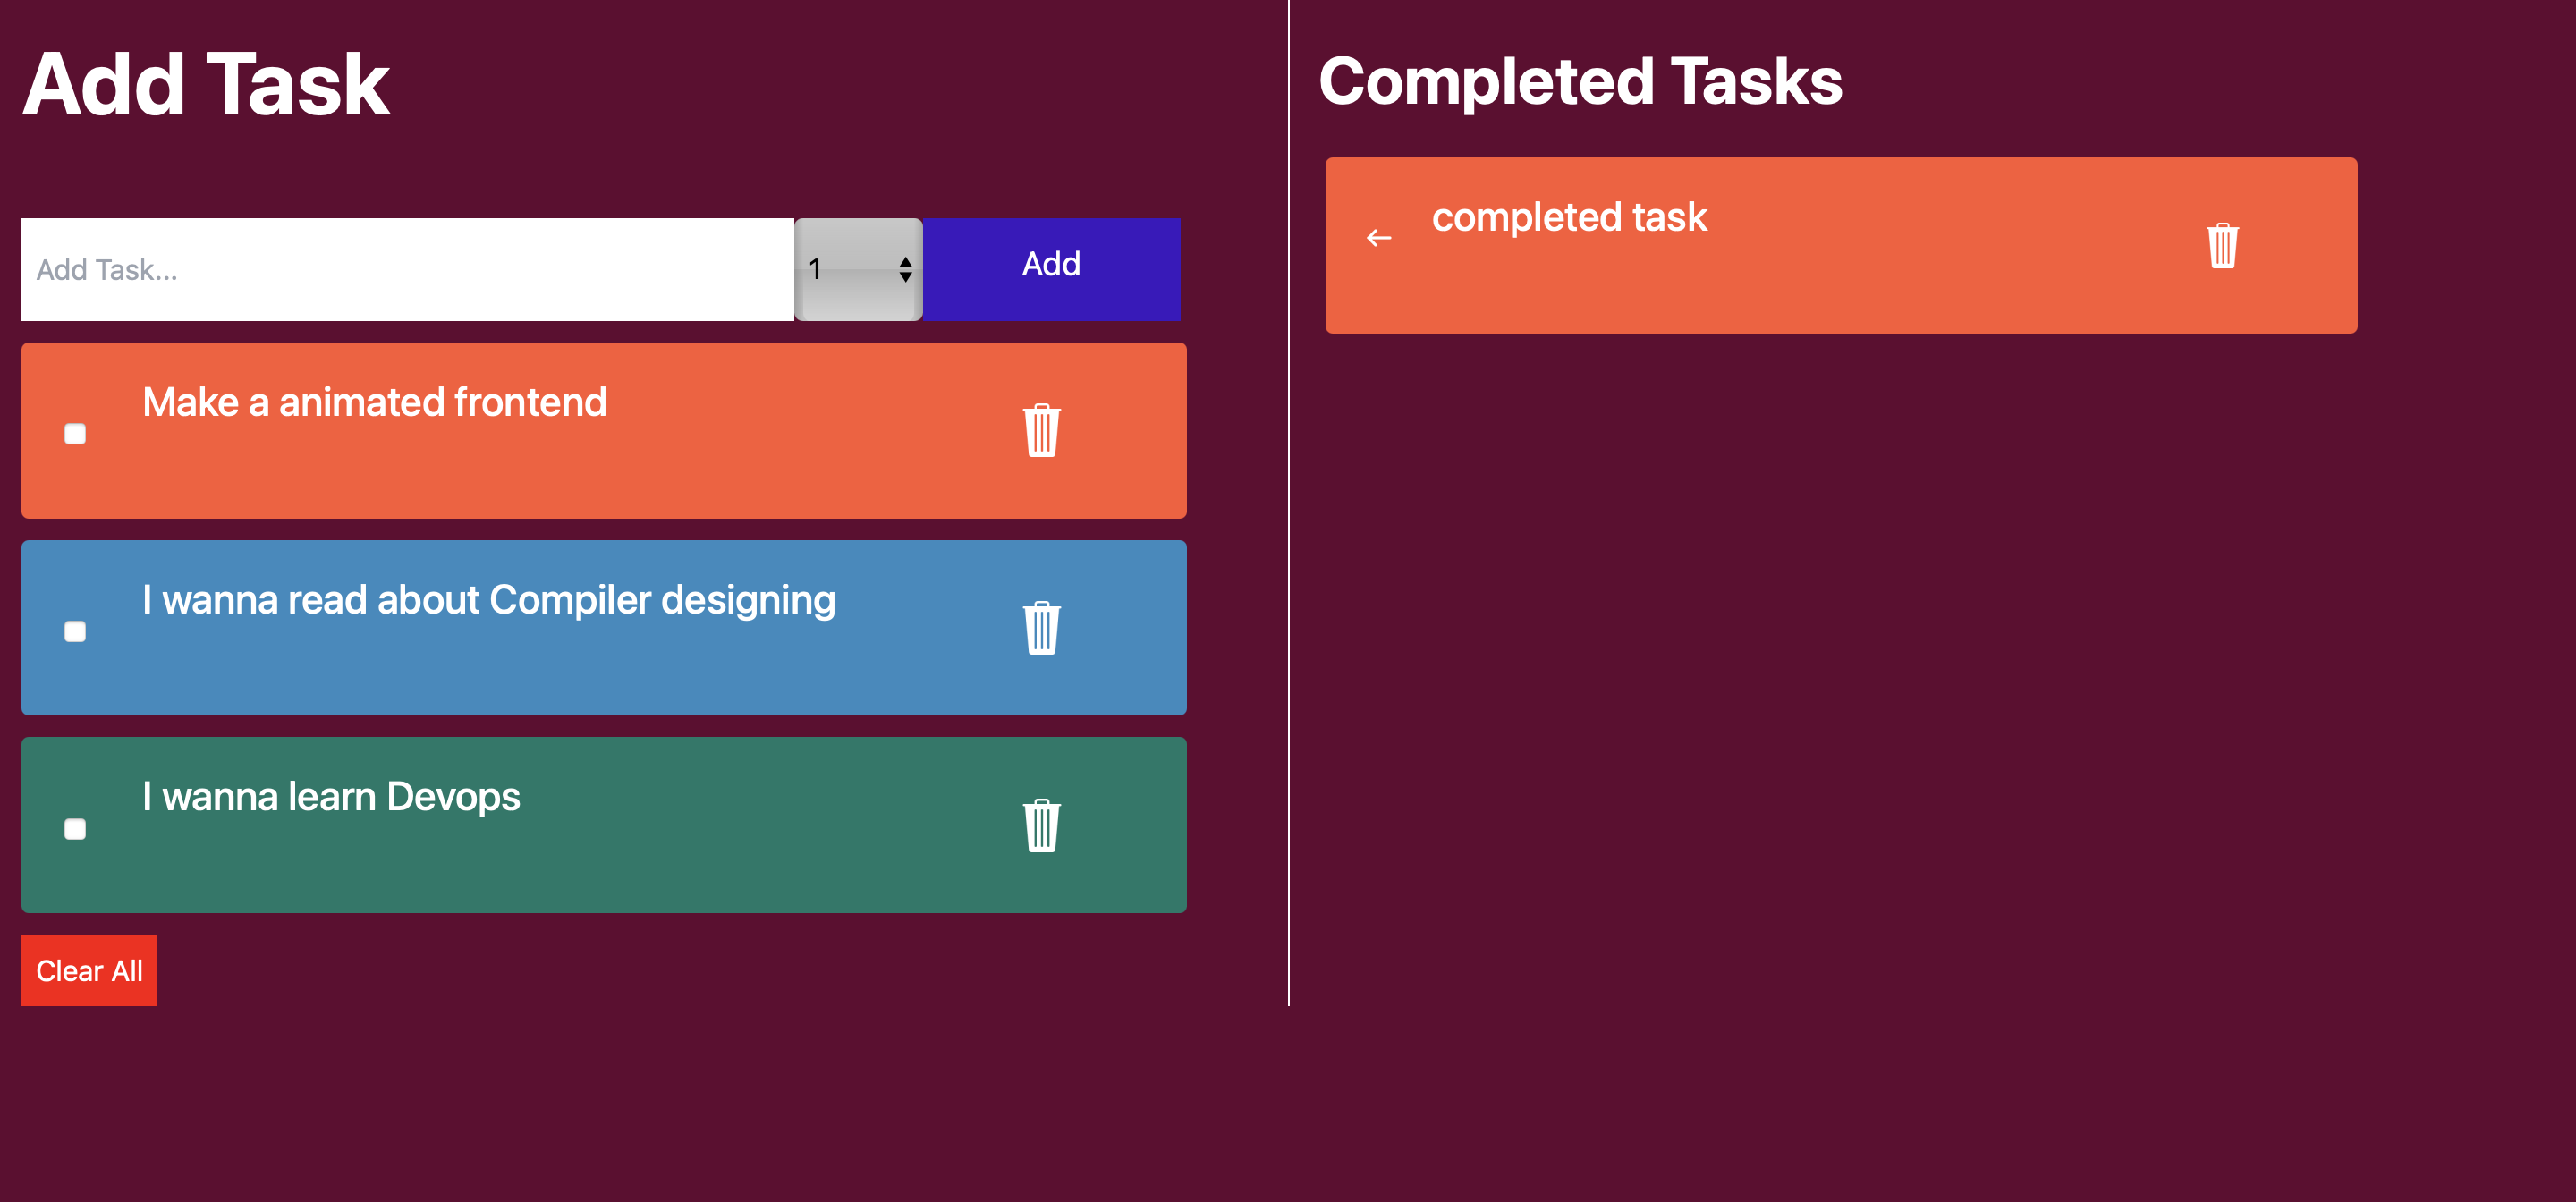 Add Task
Add Task...
1
Add
Make a animated frontend
I wanna read about Compiler designing
I wanna learn Devops
Clear All
Completed Tasks
completed task